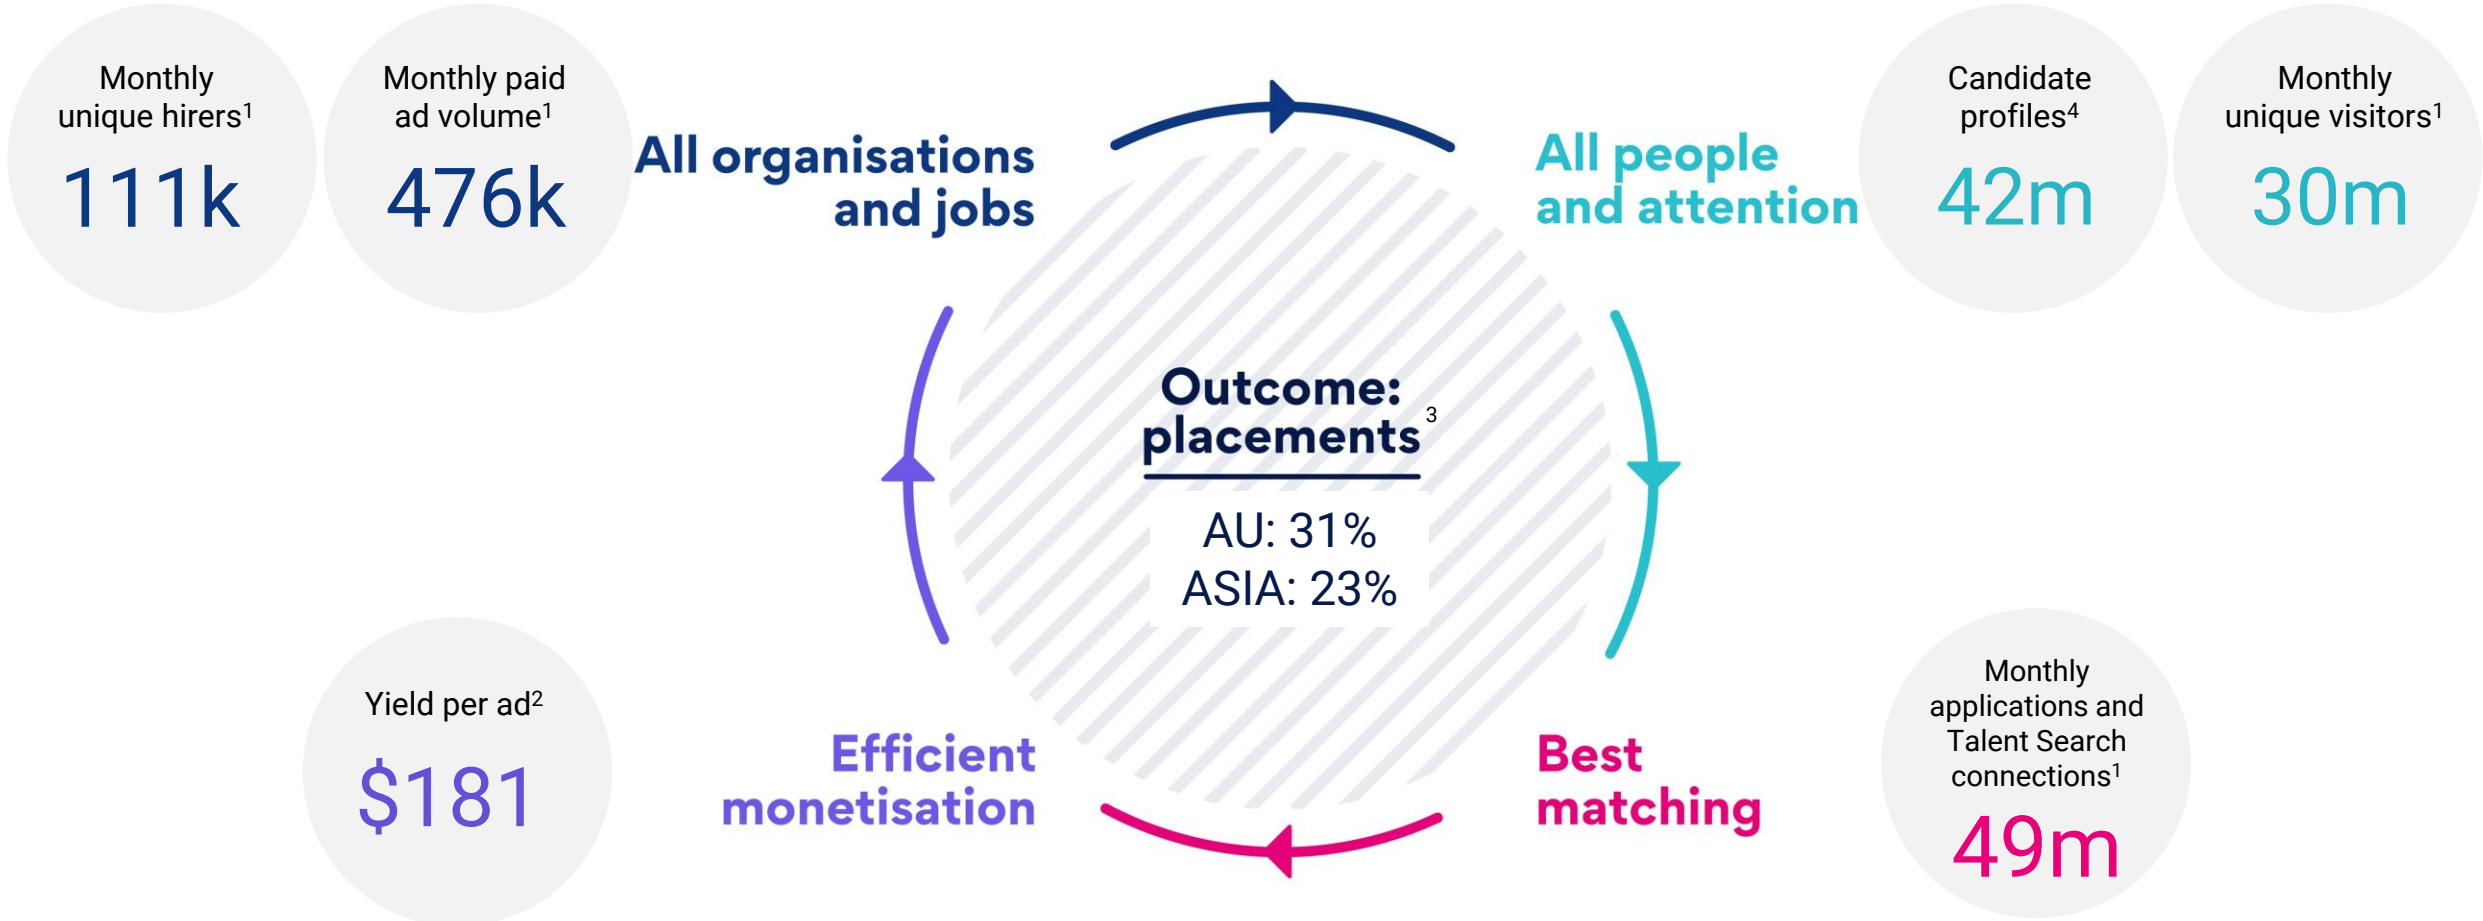 Monthly
unique hirers¹
111k
Monthly paid
ad volume¹
476k
All organisations
and jobs
All people
and attention
Candidate
profiles⁴
42m
Monthly
unique visitors¹
30m
Outcome:
placements³
AU: 31%
ASIA: 23%
Yield per ad²
$181
Efficient
monetisation
Best
matching
Monthly
applications and
Talent Search
connections¹
49m